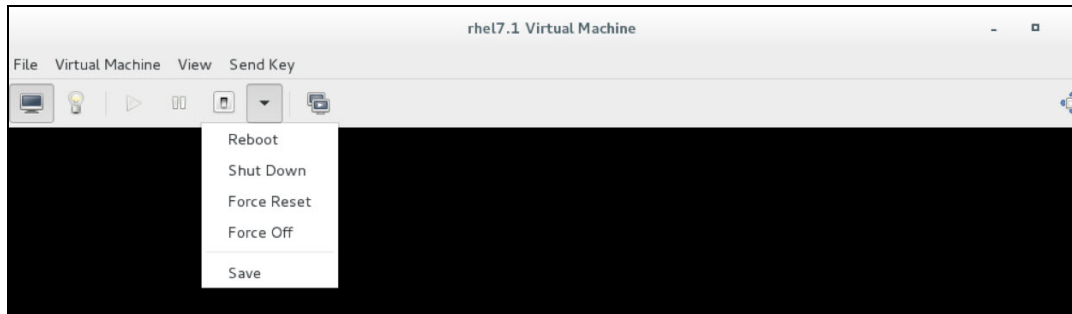 rhel7.1 Virtual Machine
File Virtual Machine View Send Key
Reboot
Shut Down
Force Reset
Force Off
Save